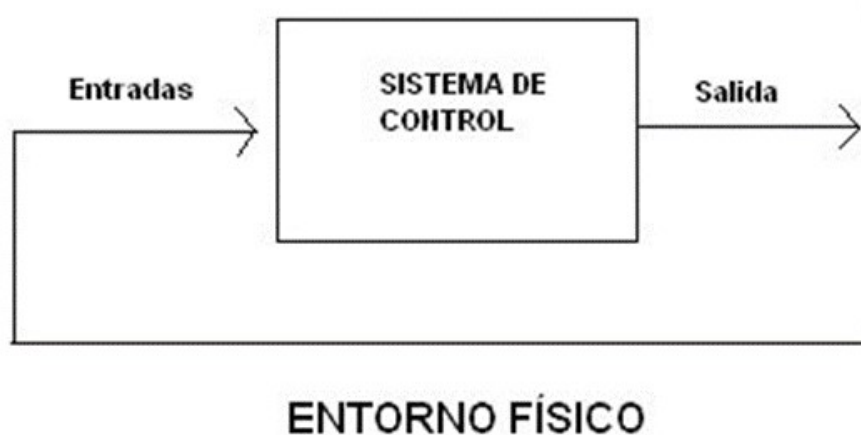 Entradas
SISTEMA DE
CONTROL
Salida
ENTORNO FÍSICO